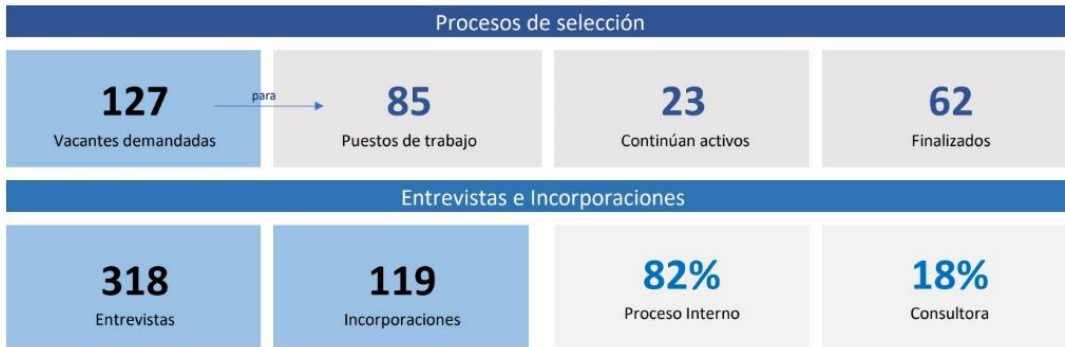 Procesos de selección
127
Vacantes demandadas
para
85
Puestos de trabajo
23
Continúan activos
62
Finalizados
Entrevistas e Incorporaciones
318
Entrevistas
119
Incorporaciones
82%
Proceso Interno
18%
Consultora